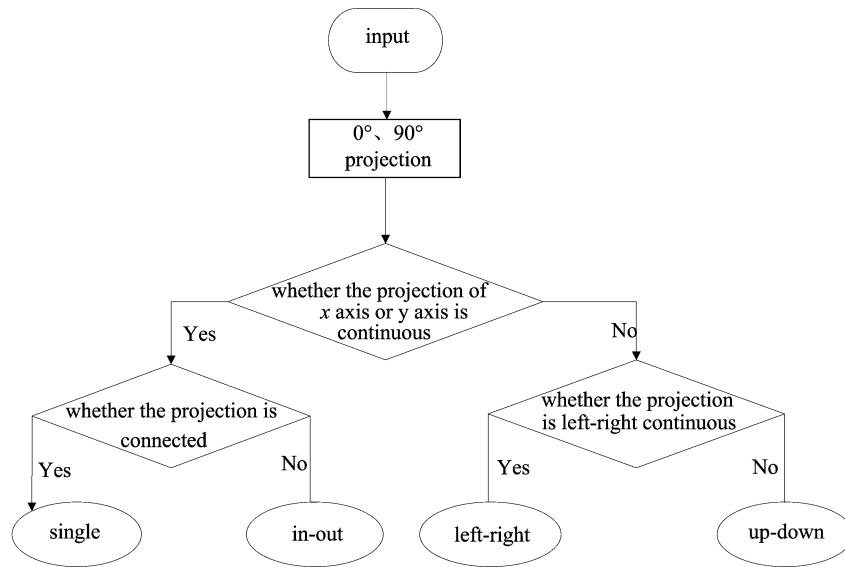 input
0°、90°
projection
whether the projection of
x axis or y axis is
continuous
Yes
No
whether the projection is
connected
whether the projection
is left-right continuous
Yes
No
Yes
No
single
in-out
left-right
up-down